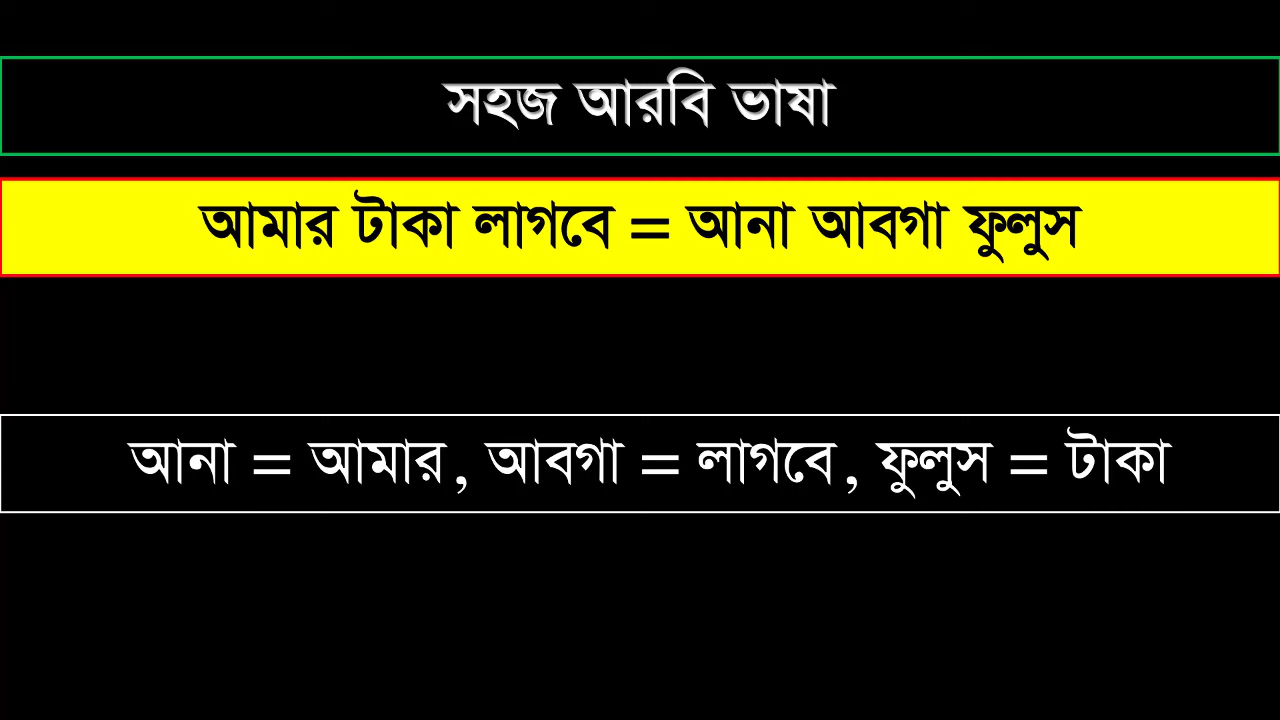 সহজ আরবি ভাষা
আমার টাকা লাগবে = আনা আবগা ফুলুস
আনা = আমার, আবগা = লাগবে, ফুলুস = টাকা